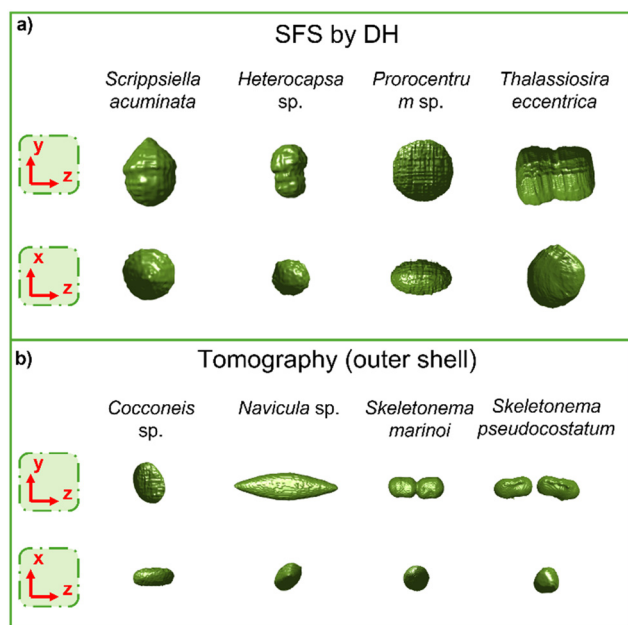 a)
SFS by DH
Scrippsiella
acuminata
Heterocapsa
sp.
Prorocentru
m sp.
Thalassiosira
eccentrica
y
z
x
z
b)
Tomography (outer shell)
Cocconeis
sp.
Navicula sp.
Skeletonema
marinoi
Skeletonema
pseudocostatum
y
z
x
z